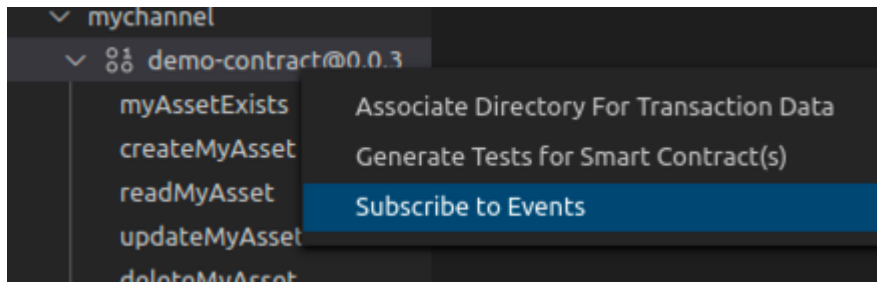 mychannel
demo-contract@0.0.3
myAssetExists
createMyAsset
readMyAsset
updateMyAsset
deleteMyAsset
Associate Directory For Transaction Data
Generate Tests for Smart Contract(s)
Subscribe to Events